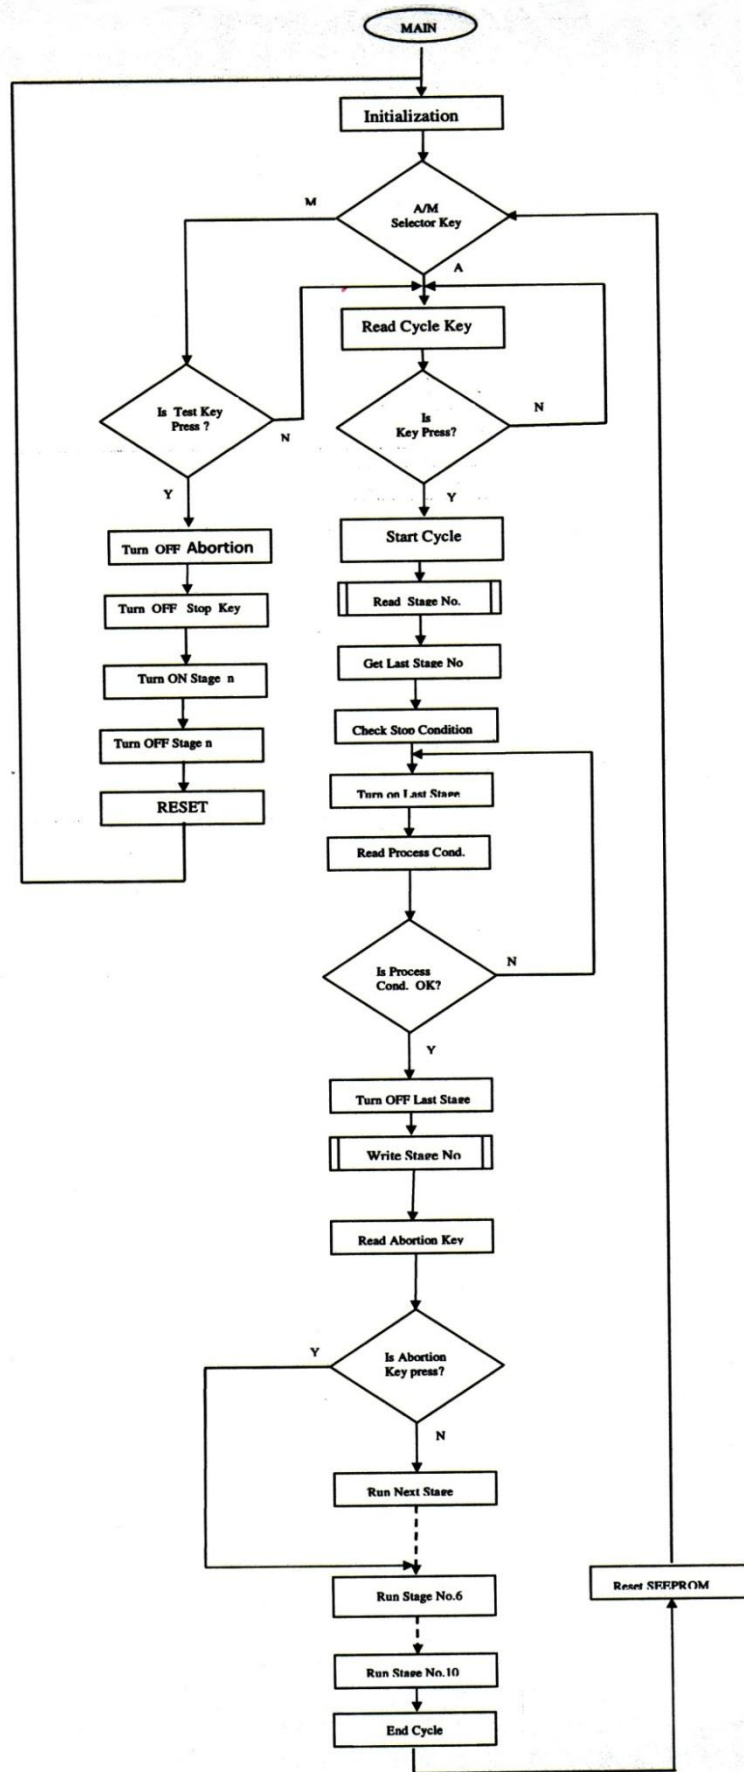 MAIN
Initialization
M
A/M
Selector Key
A
Read Cycle Key
Is Test Key
Press ?
N
Is
Key Press?
N
Y
Y
Turn OFF Abortion
Start Cycle
Turn OFF Stop Key
Read Stage No.
Turn ON Stage n
Get Last Stage No
Turn OFF Stage n
Check Stop Condition
RESET
Turn on Last Stage
Read Process Cond.
Is Process
Cond. OK?
N
Y
Turn OFF Last Stage
Write Stage No
Read Abortion Key
Y
Is Abortion
Key press?
N
Run Next Stage
Run Stage No.6
Reset SEEPROM
Run Stage No.10
End Cycle